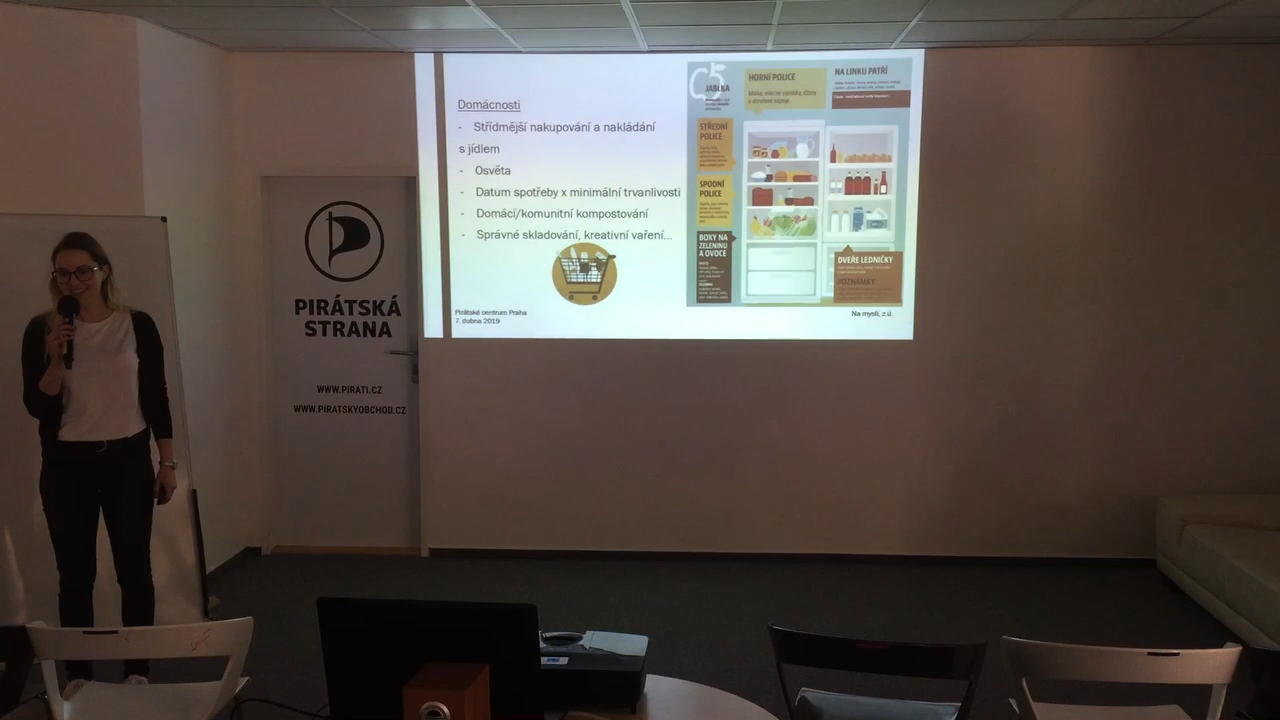 PIRÁTSKÁ
STRANA
WWW.PIRATI.CZ
WWW.PIRATSKYOBCHOD.CZ
Domácnosti
- Střídmější nakupování a nakládání
s jídlem
- Osvěta
- Datum spotřeby x minimální trvanlivosti
- Domácí/komunitní kompostování
- Správné skladování, kreativní vaření...
Pirátské centrum Praha
7. dubna 2019
JABLKA
HORNÍ POLICE
NA LINKU PATŘÍ
STŘEDNÍ
POLICE
SPODNÍ
POLICE
BOXY NA
ZELENINU
A OVOCE
DVEŘE LEDNIČKY
POZNÁMKY
Na mysli, z.ú.